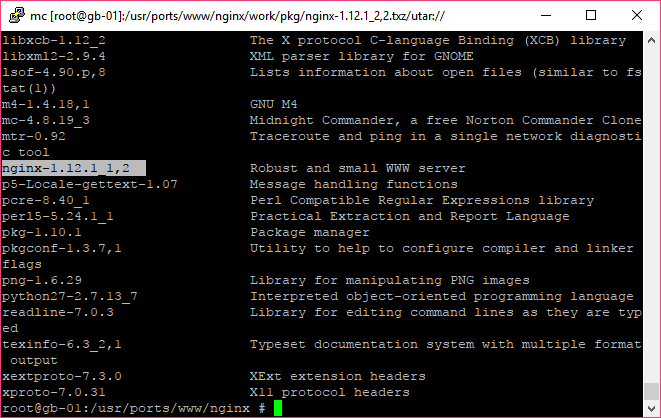 mc [root@gb-01]:/usr/ports/www/nginx/work/pkg/nginx-1.12.1_2,2.txz/utar://
libxcb-1.12_2 The X protocol C-language Binding (XCB) library
libxml2-2.9.4 XML parser library for GNOME
lsof-4.90.p,8 Lists information about open files (similar to fs
tat(1))
m4-1.4.18,1 GNU M4
mc-4.8.19_3 Midnight Commander, a free Norton Commander Clone
mtr-0.92 Traceroute and ping in a single network diagnosti
c tool
nginx-1.12.1_1,2 Robust and small WWW server
p5-Locale-gettext-1.07 Message handling functions
pcre-8.40_1 Perl Compatible Regular Expressions library
perl5-5.24.1_1 Practical Extraction and Report Language
pkg-1.10.1 Package manager
pkgconf-1.3.7,1 Utility to help to configure compiler and linker
flags
png-1.6.29 Library for manipulating PNG images
python27-2.7.13_7 Interpreted object-oriented programming language
readline-7.0.3 Library for editing command lines as they are typ
ed
texinfo-6.3_2,1 Typeset documentation system with multiple format
output
xextproto-7.3.0 XExt extension headers
xproto-7.0.31 X11 protocol headers
root@gb-01:/usr/ports/www/nginx #